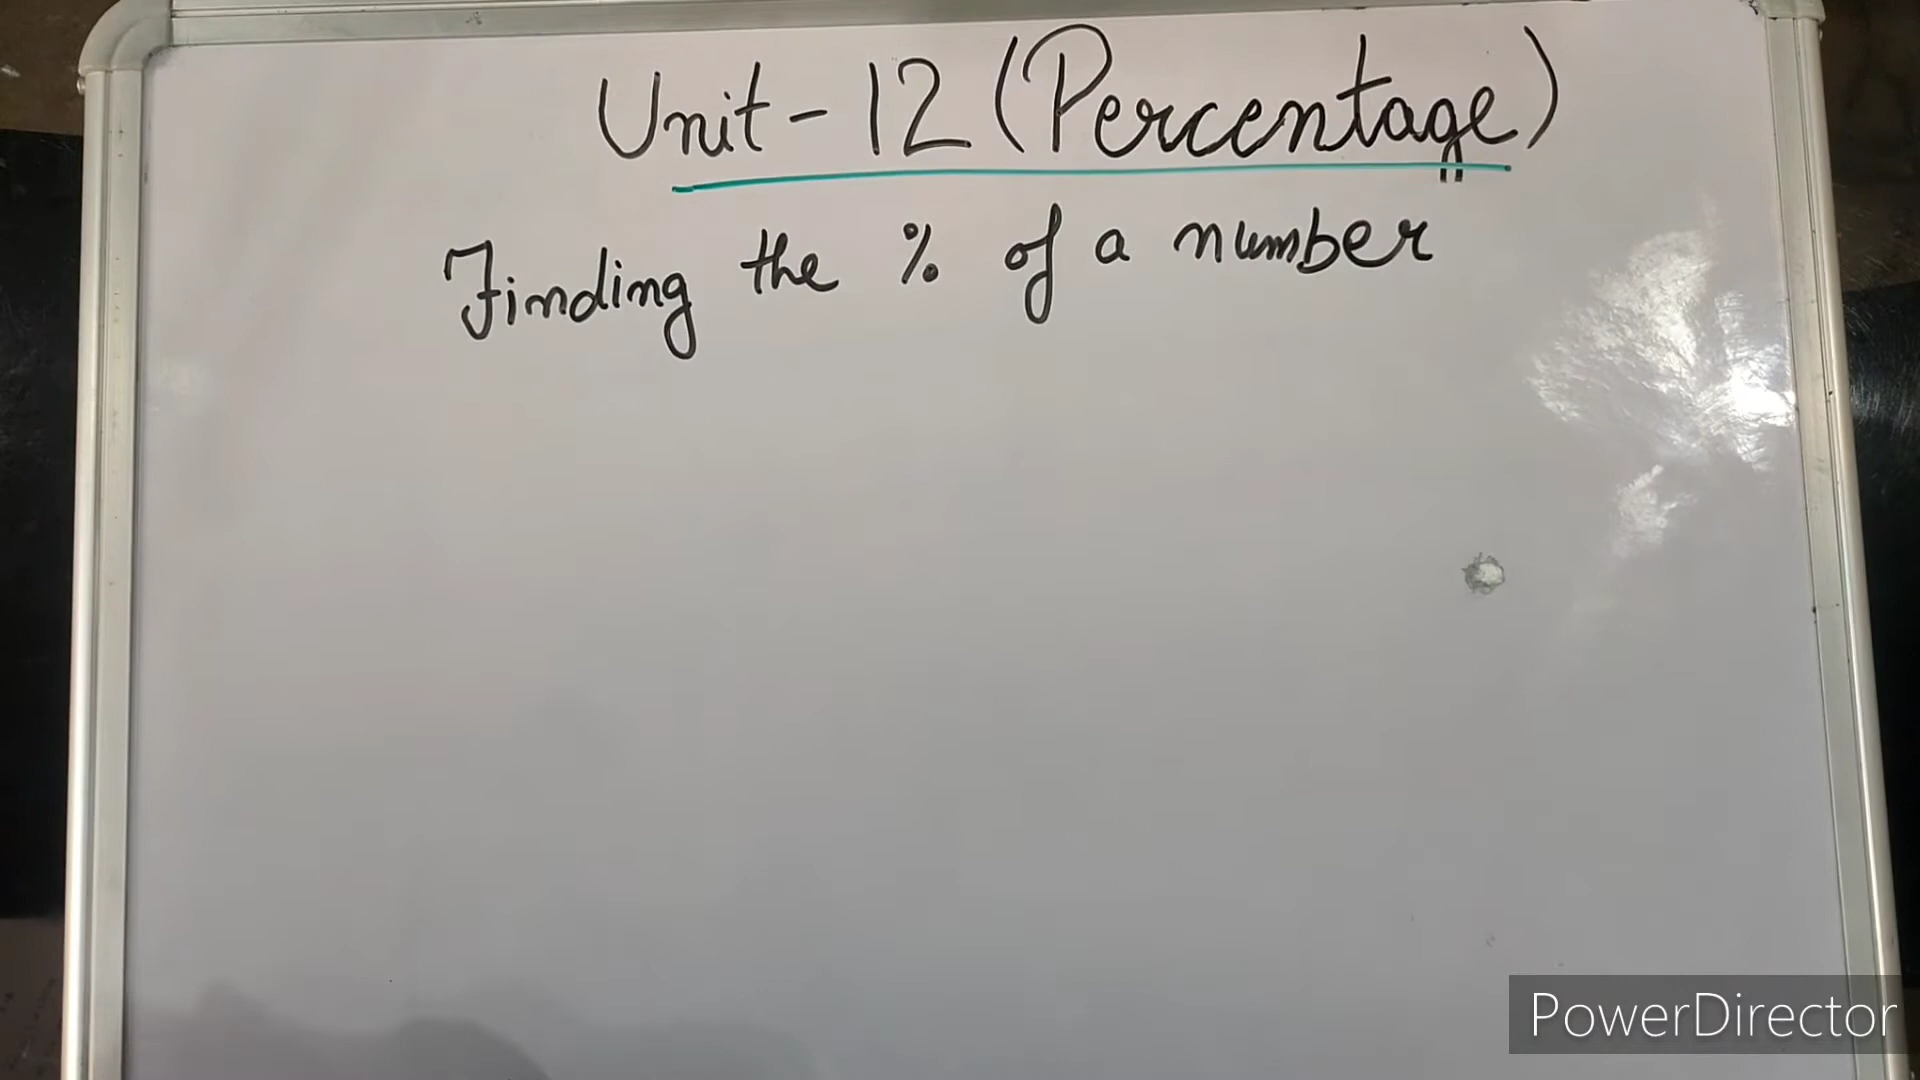 Unit - 12 (Percentage)
Finding the % of a number
PowerDirector